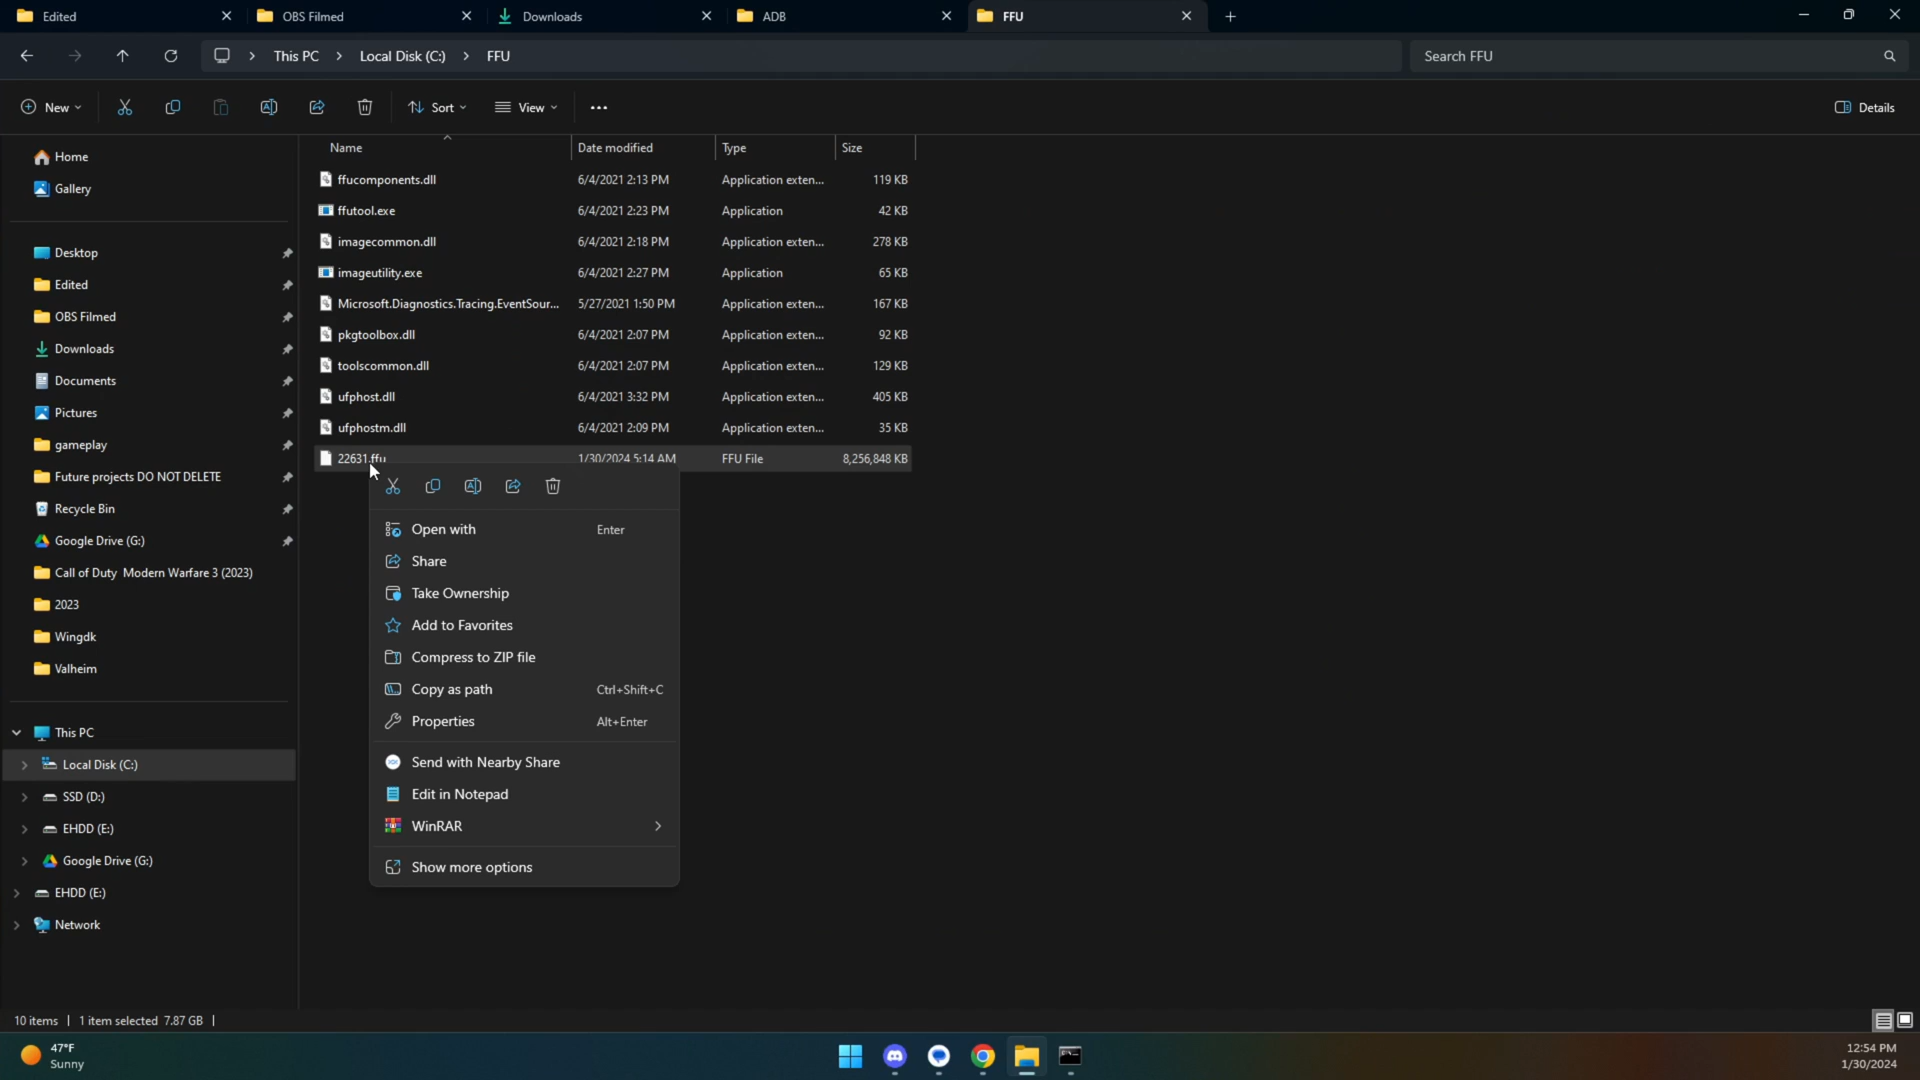 Edited
OBS Filmed
Downloads
ADB
FFU
This PC
Local Disk (C:)
FFU
Search FFU
New
Sort
View
Details
Name
Date modified
Type
Size
ffucomponents.dll 6/4/2021 2:13 PM Application exten... 119 KB
ffutool.exe 6/4/2021 2:23 PM Application 42 KB
imagecommon.dll 6/4/2021 2:18 PM Application exten... 278 KB
imageutility.exe 6/4/2021 2:27 PM Application 65 KB
Microsoft.Diagnostics.Tracing.EventSour... 5/27/2021 1:50 PM Application exten... 167 KB
pkgtoolbox.dll 6/4/2021 2:07 PM Application exten... 92 KB
toolscommon.dll 6/4/2021 2:07 PM Application exten... 129 KB
ufphost.dll 6/4/2021 3:32 PM Application exten... 405 KB
ufphostm.dll 6/4/2021 2:09 PM Application exten... 35 KB
22631.ffu 1/30/2024 5:14 AM FFU File 8,256,848 KB
Open with Enter
Share
Take Ownership
Add to Favorites
Compress to ZIP file
Copy as path Ctrl+Shift+C
Properties Alt+Enter
Send with Nearby Share
Edit in Notepad
WinRAR
Show more options
Home
Gallery
Desktop
Edited
OBS Filmed
Downloads
Documents
Pictures
gameplay
Future projects DO NOT DELETE
Recycle Bin
Google Drive (G:)
Call of Duty Modern Warfare 3 (2023)
2023
Wingdk
Valheim
This PC
Local Disk (C:)
SSD (D:)
EHDD (E:)
Google Drive (G:)
EHDD (E:)
Network
10 items 1 item selected 7.87 GB
47°F
Sunny
12:54 PM
1/30/2024